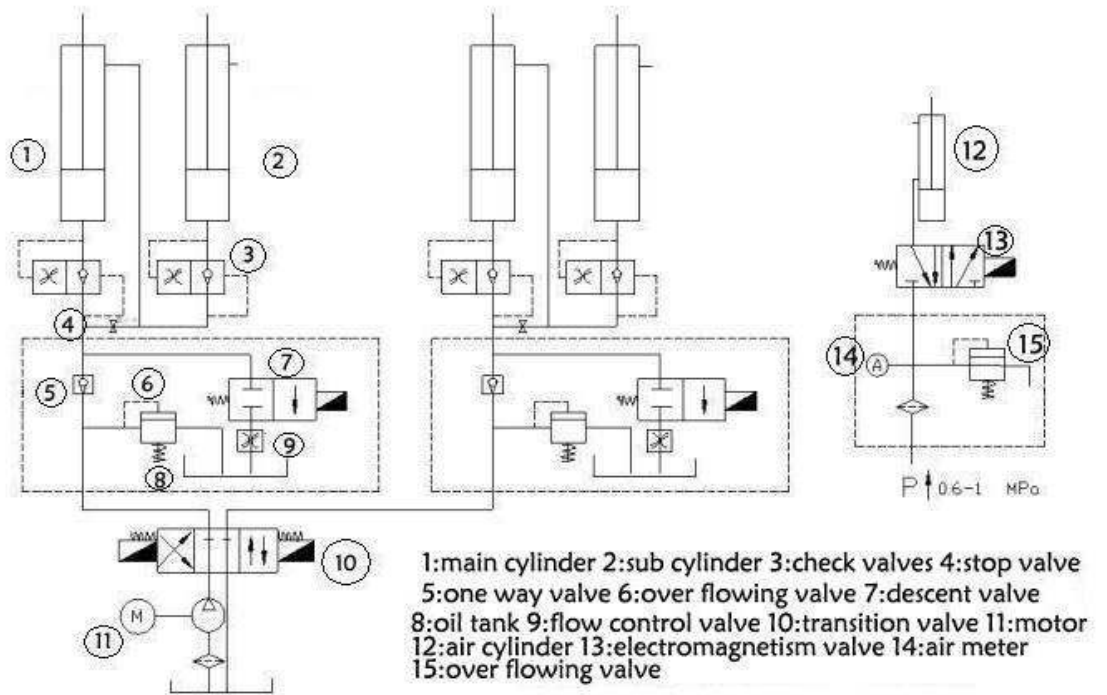 1
2
3
4
5
6
7
8
9
10
M
11
12
13
14
A
15
P 0.6-1 MPa
1:main cylinder 2:sub cylinder 3:check valves 4:stop valve
5:one way valve 6:over flowing valve 7:descent valve
8:oil tank 9:flow control valve 10:transition valve 11:motor
12:air cylinder 13:electromagnetism valve 14:air meter
15:over flowing valve